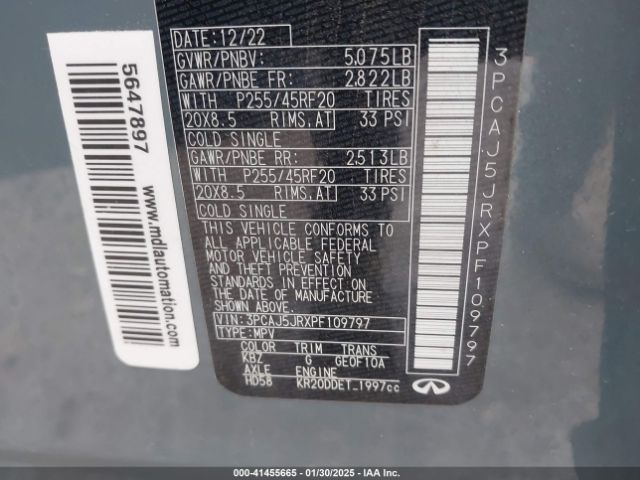 DATE: 12/22
GVWR/PNBV: 5.075LB
GAWR/PNBE FR: 2.822LB
WITH P255/45RF20 TIRES
20X8.5 RIMS,AT 33 PSI
COLD SINGLE
GAWR/PNBE RR: 2.513LB
WITH P255/45RF20 TIRES
20X8.5 RIMS,AT 33 PSI
COLD SINGLE
THIS VEHICLE CONFORMS TO
ALL APPLICABLE FEDERAL
MOTOR VEHICLE SAFETY
AND THEFT PREVENTION
STANDARDS IN EFFECT ON
THE DATE OF MANUFACTURE
SHOWN ABOVE.
VIN: 3PCAJ5JRXPF109797
TYPE: MPV
COLOR TRIM TRANS
KBZ G GEOF10A
AXLE ENGINE
HD58 KR20DDET_1997cc
3PCAJ5JRXPF109797
INFINITI
5647897
www.mdlautomation.com
000-41455665 - 01/30/2025 - IAA, Inc.